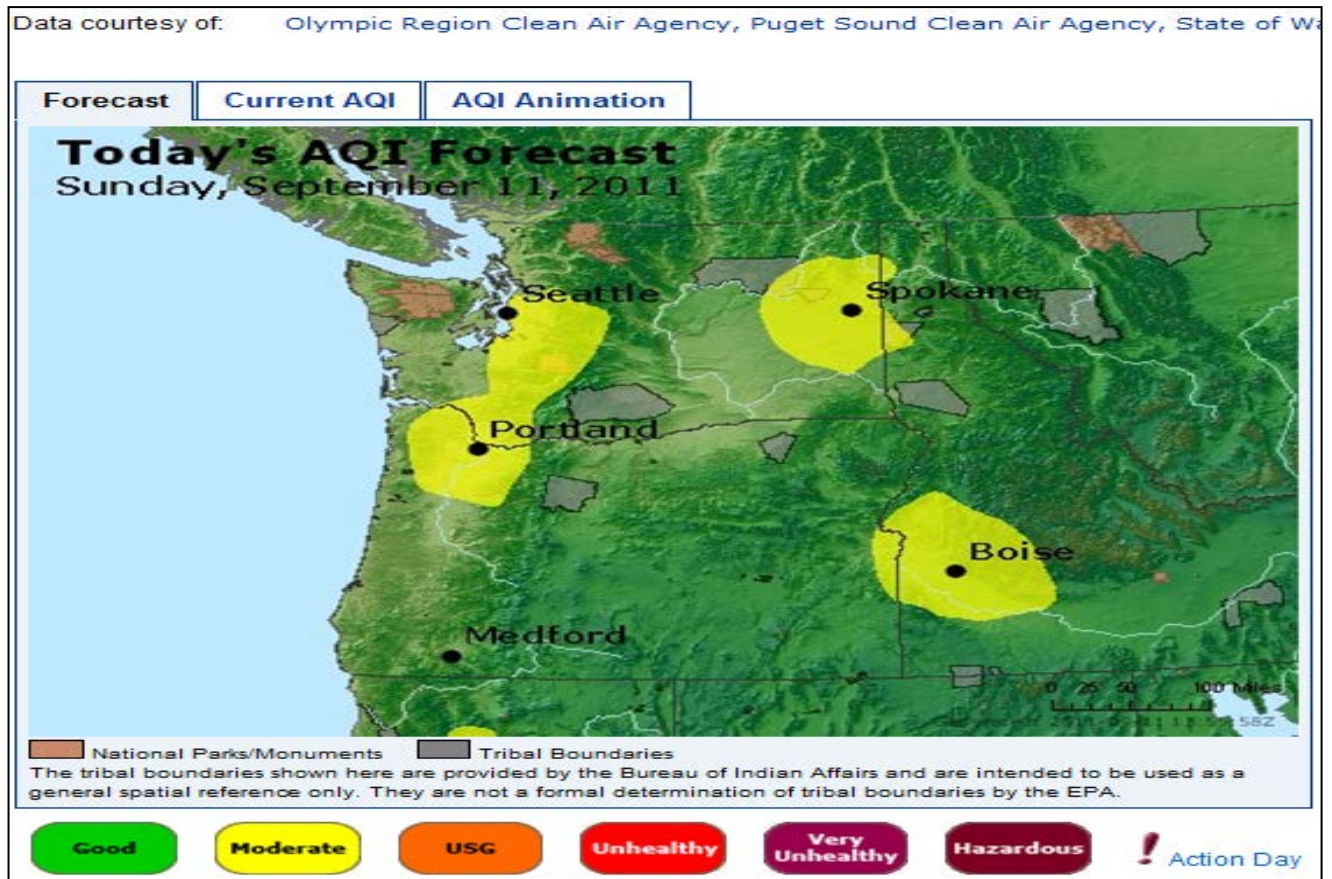 Data courtesy of: Olympic Region Clean Air Agency, Puget Sound Clean Air Agency, State of
Forecast Current AQI AQI Animation
Today's AQI Forecast
Sunday, September 11, 2011
Seattle
Spokane
Portland
Boise
Medford
0 25 50 100 Miles
National Parks/Monuments Tribal Boundaries
The tribal boundaries shown here are provided by the Bureau of Indian Affairs and are intended to be used as a
general spatial reference only. They are not a formal determination of tribal boundaries by the EPA.
Good Moderate USG Unhealthy Very Unhealthy Hazardous ! Action Day